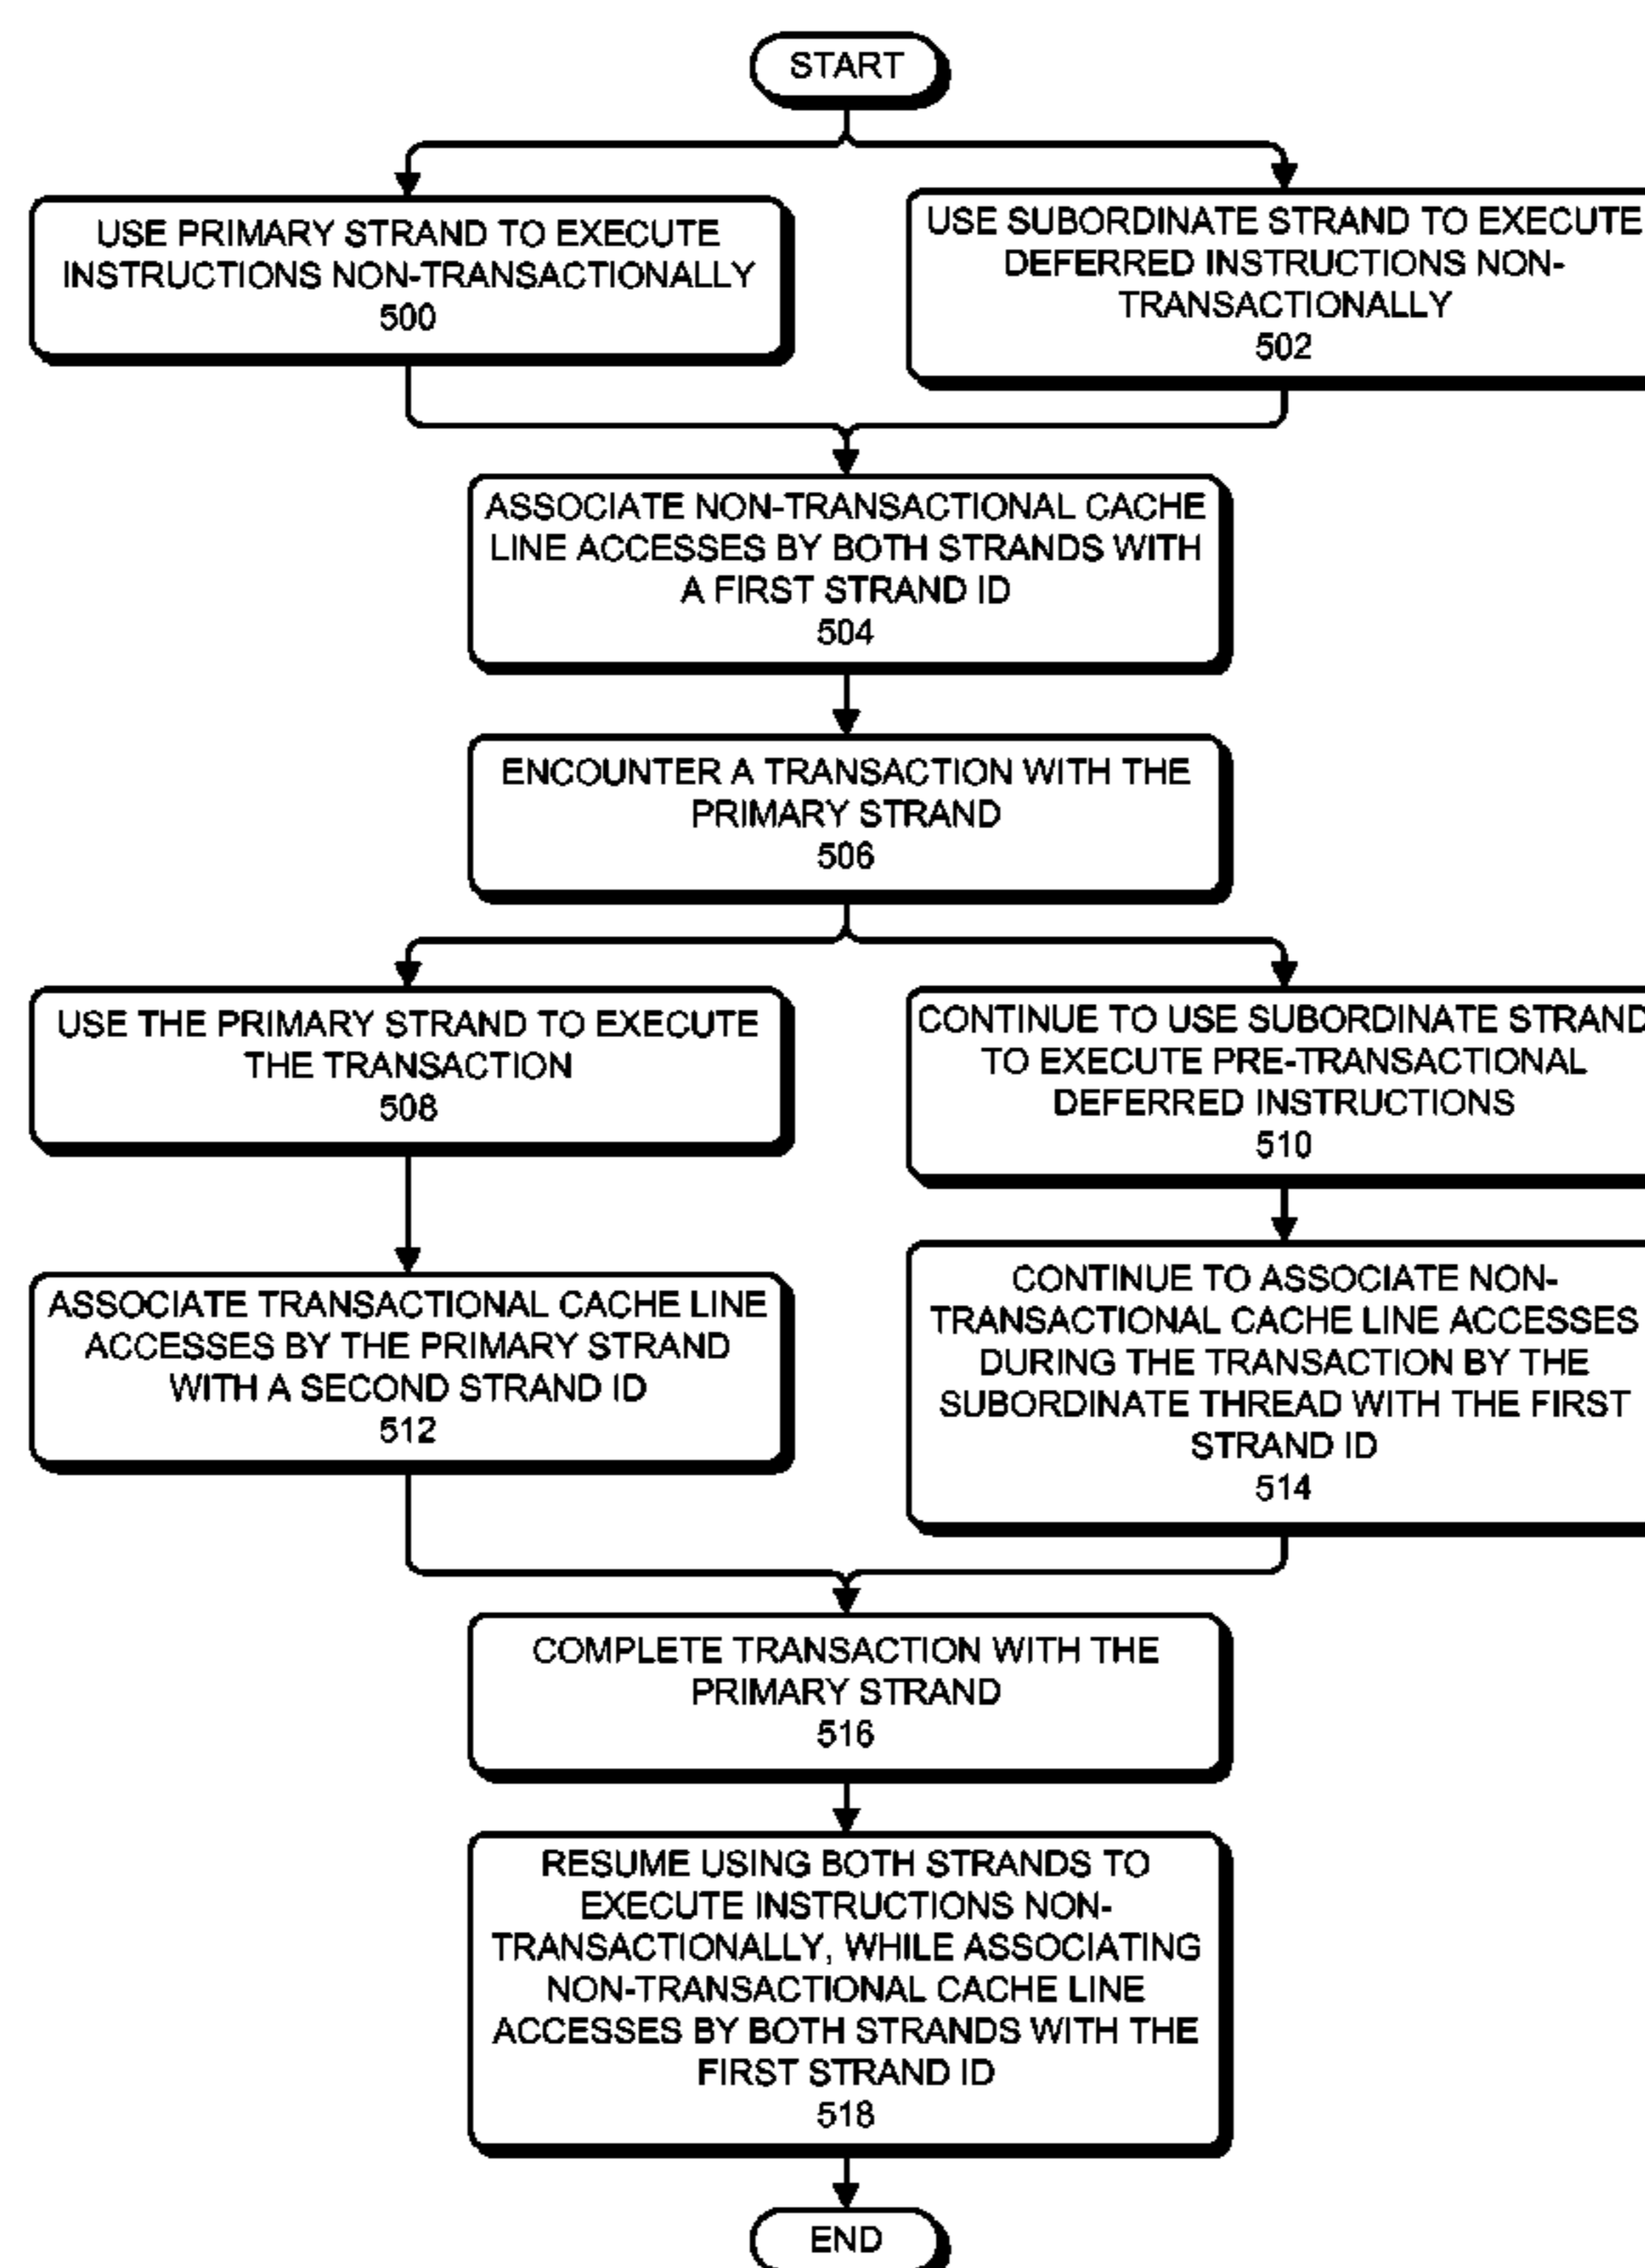 START
USE PRIMARY STRAND TO EXECUTE
INSTRUCTIONS NON-TRANSACTIONALLY
500
USE SUBORDINATE STRAND TO EXECUTE
DEFERRED INSTRUCTIONS NON-
TRANSACTIONALLY
502
ASSOCIATE NON-TRANSACTIONAL CACHE
LINE ACCESSES BY BOTH STRANDS WITH
A FIRST STRAND ID
504
ENCOUNTER A TRANSACTION WITH THE
PRIMARY STRAND
506
USE THE PRIMARY STRAND TO EXECUTE
THE TRANSACTION
508
CONTINUE TO USE SUBORDINATE STRAND
TO EXECUTE PRE-TRANSACTIONAL
DEFERRED INSTRUCTIONS
510
ASSOCIATE TRANSACTIONAL CACHE LINE
ACCESSES BY THE PRIMARY STRAND
WITH A SECOND STRAND ID
512
CONTINUE TO ASSOCIATE NON-
TRANSACTIONAL CACHE LINE ACCESSES
DURING THE TRANSACTION BY THE
SUBORDINATE THREAD WITH THE FIRST
STRAND ID
514
COMPLETE TRANSACTION WITH THE
PRIMARY STRAND
516
RESUME USING BOTH STRANDS TO
EXECUTE INSTRUCTIONS NON-
TRANSACTIONALLY, WHILE ASSOCIATING
NON-TRANSACTIONAL CACHE LINE
ACCESSES BY BOTH STRANDS WITH THE
FIRST STRAND ID
518
END